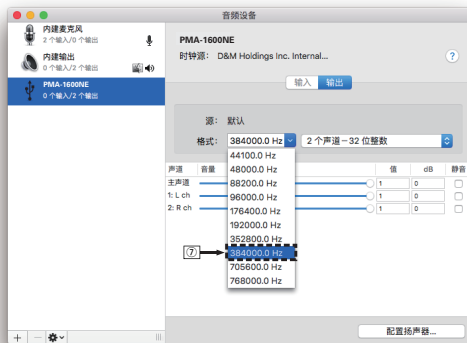 音频设备
内建麦克风
2 个输入/0 个输出
内建输出
0 个输入/2 个输出
PMA-1600NE
0 个输入/2 个输出
PMA-1600NE
时钟源： D&M Holdings Inc. Internal...
?
输入 输出
源： 默认
格式： 384000.0 Hz 2 个声道－32 位整数
44100.0 Hz
48000.0 Hz
88200.0 Hz
96000.0 Hz
176400.0 Hz
192000.0 Hz
352800.0 Hz
⑦ 384000.0 Hz
705600.0 Hz
768000.0 Hz
声道 音量 值 dB 静音
主声道 1 0
1: L ch 1 0
2: R ch 1 0
配置扬声器...